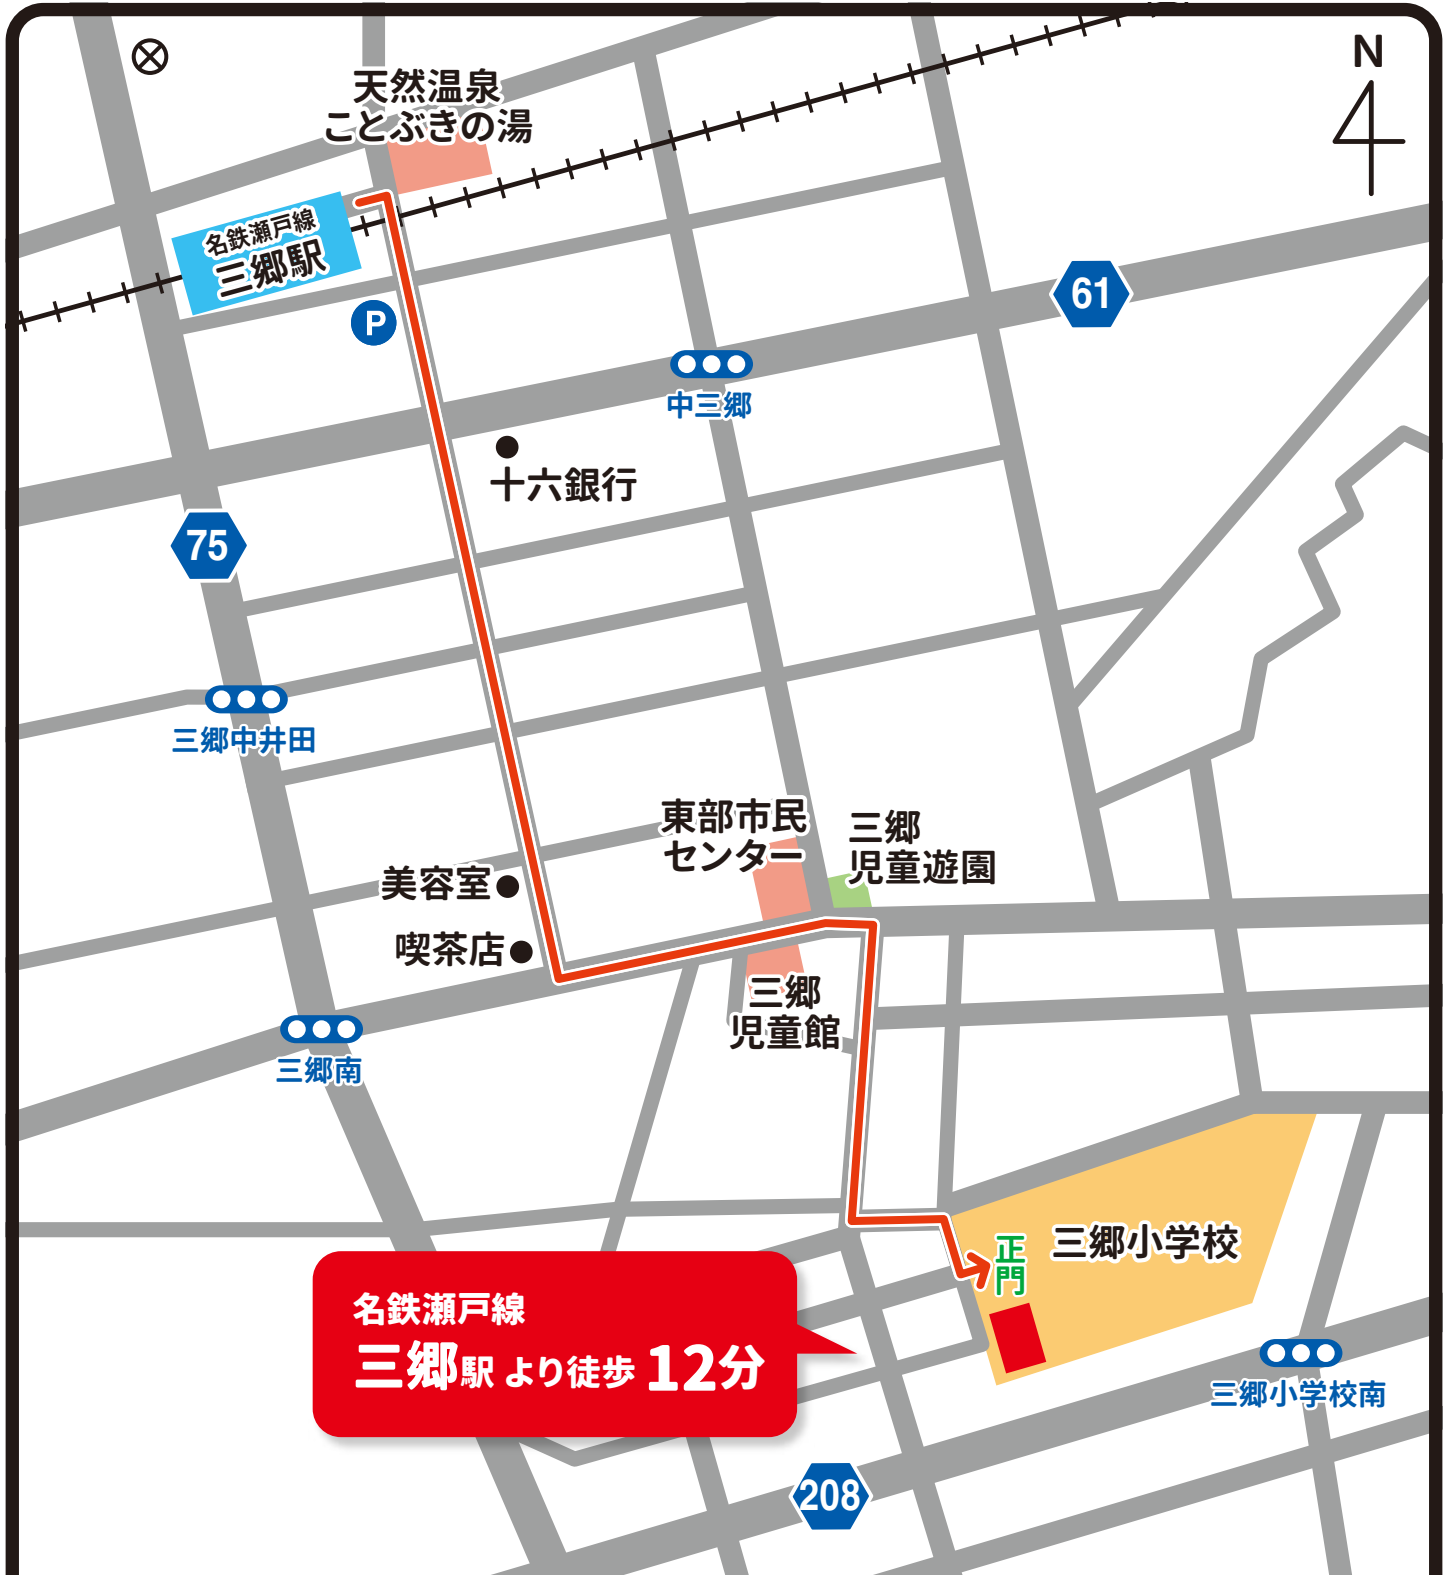 N
天然温泉
ことぶきの湯
名鉄瀬戸線
三郷駅
P
61
中三郷
十六銀行
75
三郷中井田
東部市民
センター
三郷
児童遊園
美容室
喫茶店
三郷
児童館
三郷南
正門
三郷小学校
名鉄瀬戸線
三郷駅 より徒歩 12分
三郷小学校南
208